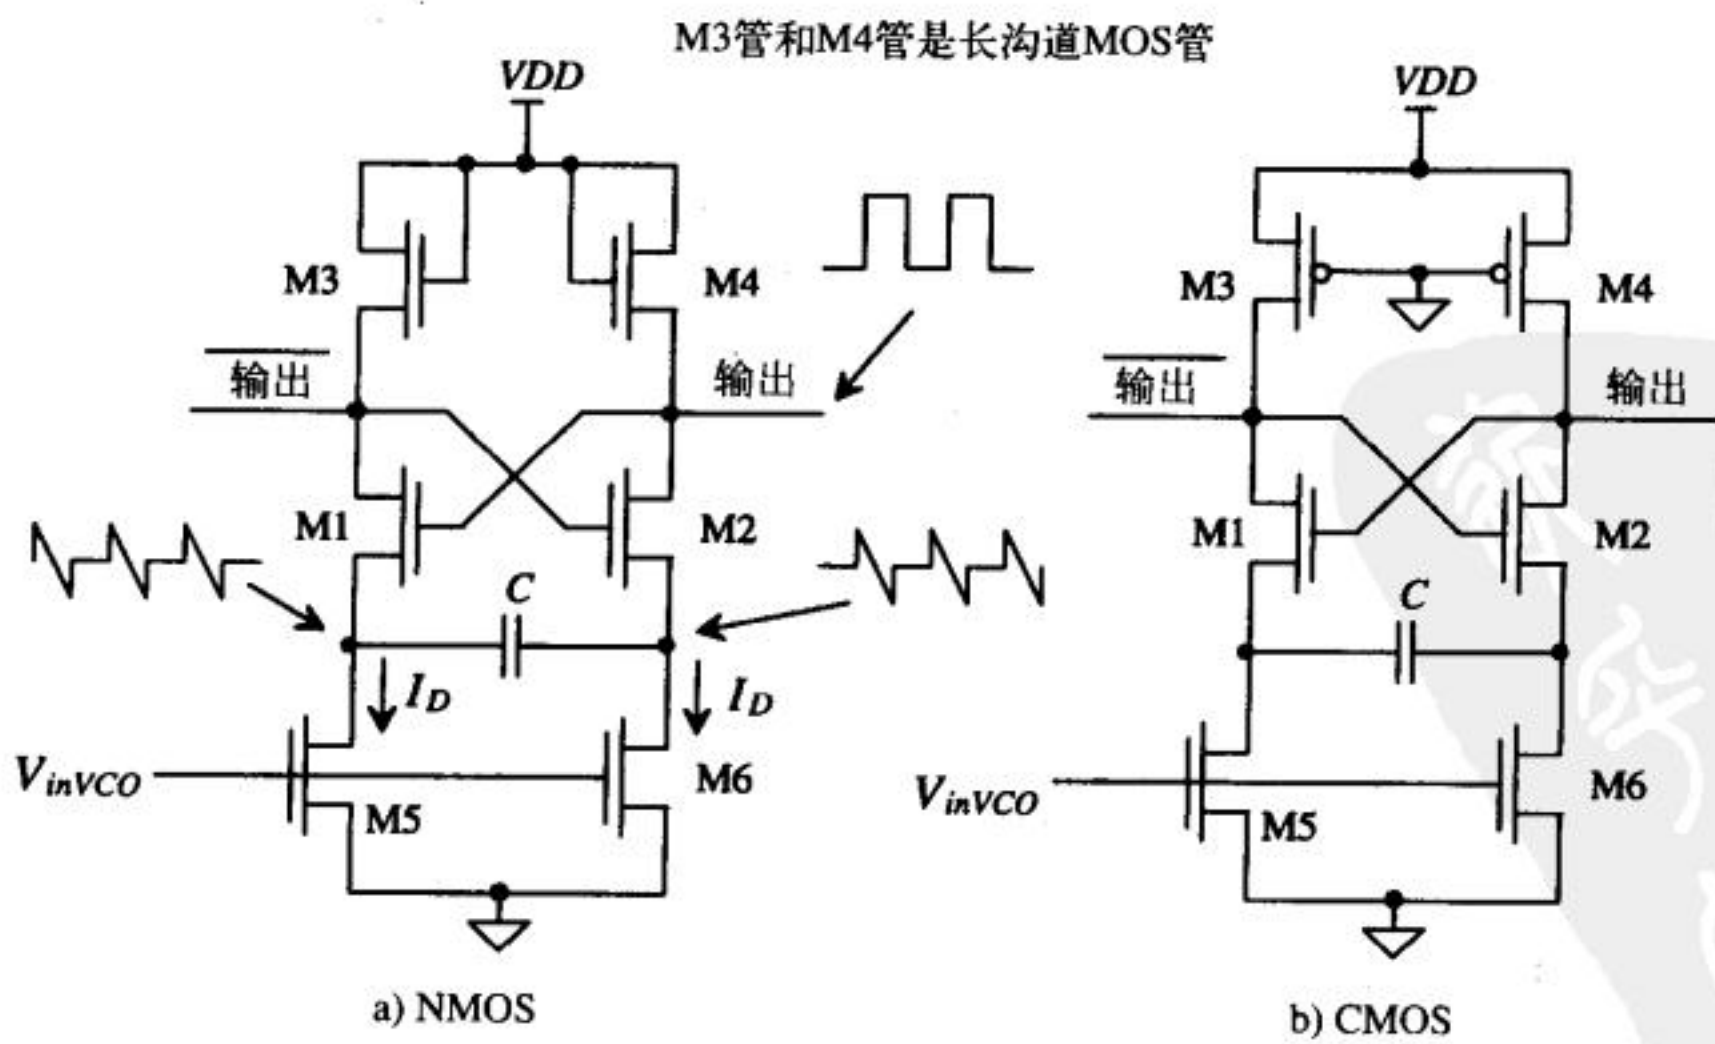 M3管和M4管是长沟道MOS管
VDD
VDD
M3
M4
M3
M4
输出
输出
输出
输出
M1
M2
M1
M2
C
C
I_D
I_D
V_inVCO
M5
M6
V_inVCO
M5
M6
a) NMOS
b) CMOS